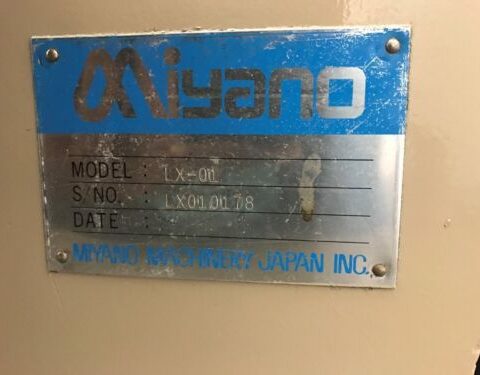 Miyano
MODEL : LX-01
S/NO. : LX010178
DATE :
MIYANO MACHINERY JAPAN INC.